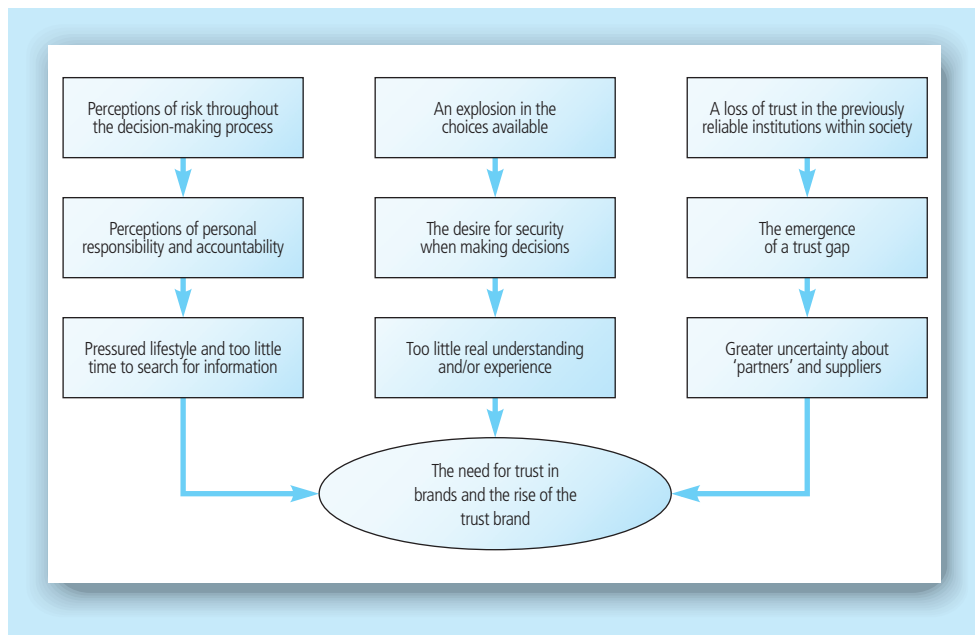 Perceptions of risk throughout
the decision-making process
An explosion in the
choices available
A loss of trust in the previously
reliable institutions within society
Perceptions of personal
responsibility and accountability
The desire for security
when making decisions
The emergence
of a trust gap
Pressured lifestyle and too little
time to search for information
Too little real understanding
and/or experience
Greater uncertainty about
‘partners’ and suppliers
The need for trust in
brands and the rise of the
trust brand